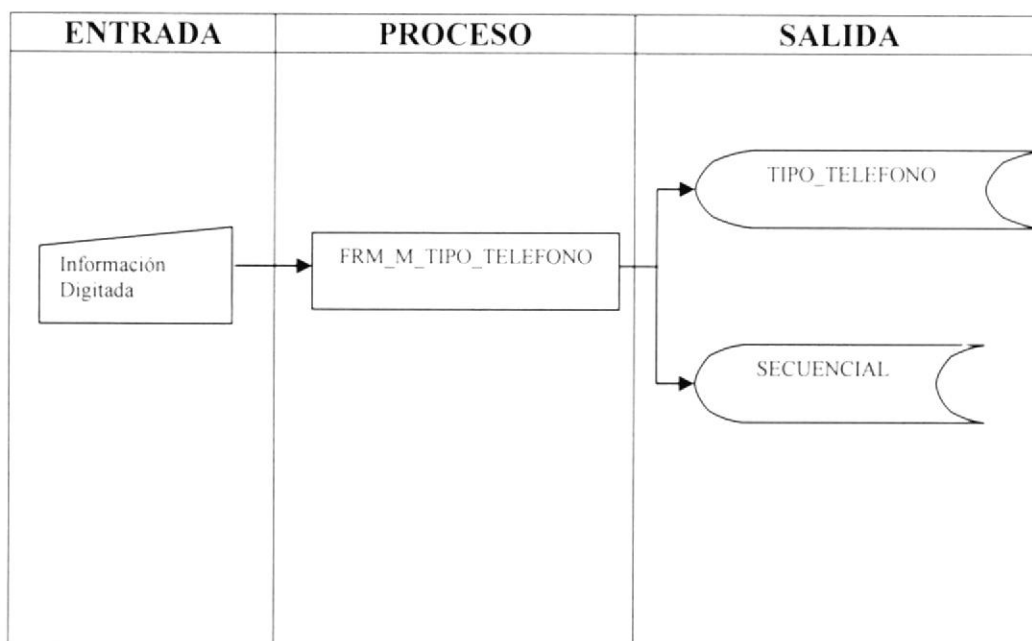 ENTRADA
PROCESO
SALIDA
Información
Digitada
FRM_M_TIPO_TELEFONO
TIPO_TELEFONO
SECUENCIAL